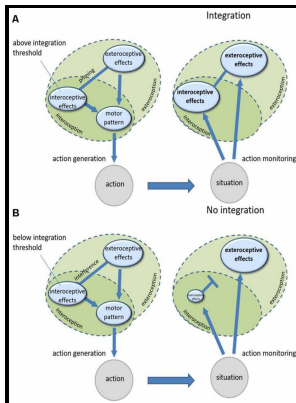 A
Integration
above integration
threshold
exteroceptive
effects
priming
interoceptive
effects
motor
pattern
interoception
exteroception
action generation
action
exteroceptive
effects
interoceptive
effects
interoception
exteroception
action monitoring
situation
B
No integration
below integration
threshold
exteroceptive
effects
interoceptive
effects
motor
pattern
interoception
exteroception
action generation
action
exteroceptive
effects
interoception
exteroception
action monitoring
situation